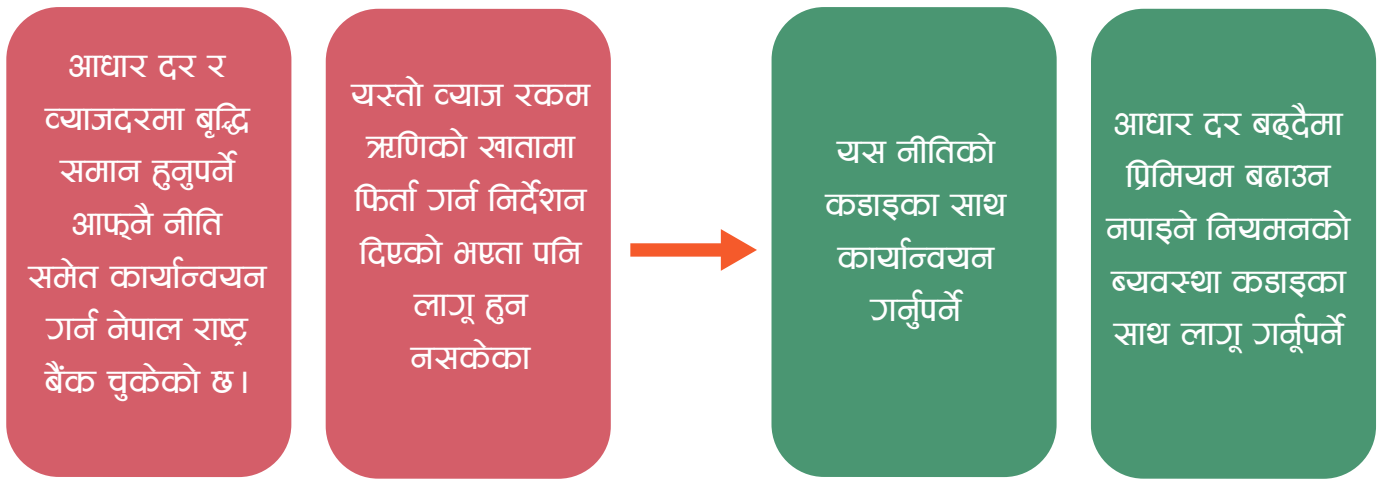 आधार दर र
व्याजदरमा बृद्धि
समान हुनुपर्ने
आफ्नै नीति
समेत कार्यान्वयन
गर्न नेपाल राष्ट्र
बैंक चुकेको छ।
यस्तो व्याज रकम
ऋणिको खातामा
फिर्ता गर्न निर्देशन
दिएको भएता पनि
लागू हुन
नसकेका
यस नीतिको
कडाइका साथ
कार्यान्वयन
गर्नुपर्ने
आधार दर बढ्दैमा
प्रिमियम बढाउन
नपाइने नियमनको
ब्यवस्था कडाइका
साथ लागू गर्नूपर्ने